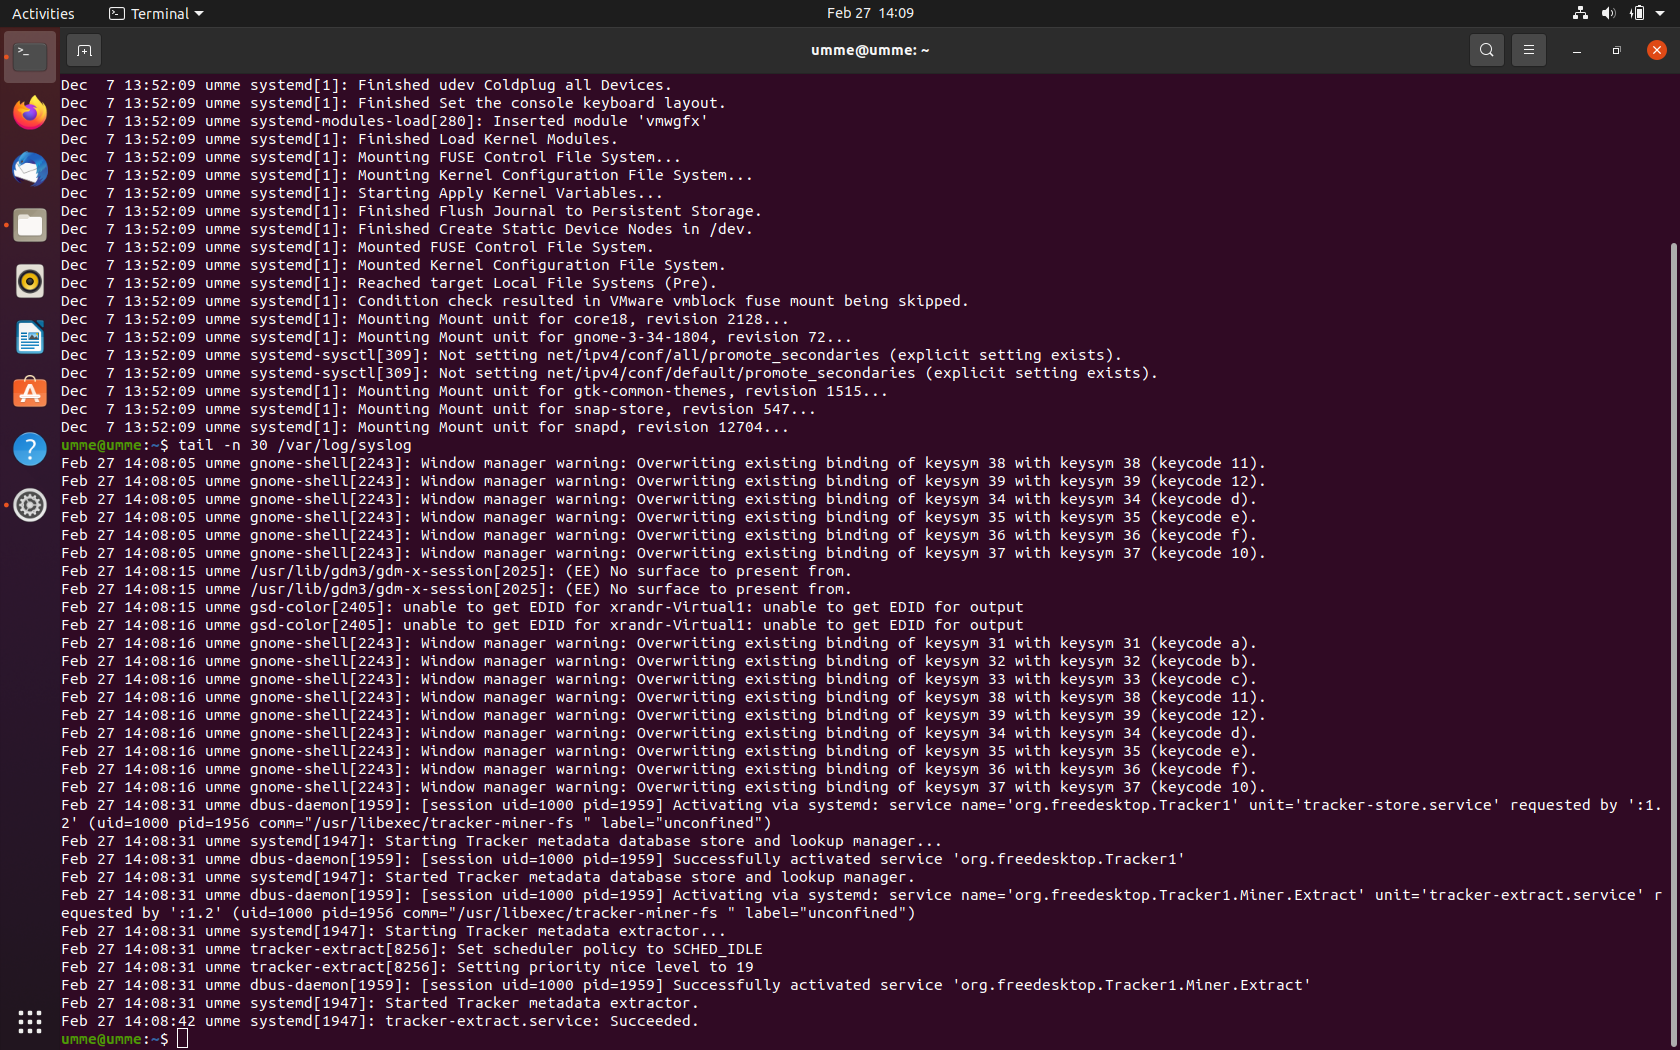 Activities Terminal Feb 27 14:09
umme@umme: ~
Dec  7 13:52:09 umme systemd[1]: Finished udev Coldplug all Devices.
Dec  7 13:52:09 umme systemd[1]: Finished Set the console keyboard layout.
Dec  7 13:52:09 umme systemd-modules-load[280]: Inserted module 'vmwgfx'
Dec  7 13:52:09 umme systemd[1]: Finished Load Kernel Modules.
Dec  7 13:52:09 umme systemd[1]: Mounting FUSE Control File System...
Dec  7 13:52:09 umme systemd[1]: Mounting Kernel Configuration File System...
Dec  7 13:52:09 umme systemd[1]: Starting Apply Kernel Variables...
Dec  7 13:52:09 umme systemd[1]: Finished Flush Journal to Persistent Storage.
Dec  7 13:52:09 umme systemd[1]: Finished Create Static Device Nodes in /dev.
Dec  7 13:52:09 umme systemd[1]: Mounted FUSE Control File System.
Dec  7 13:52:09 umme systemd[1]: Mounted Kernel Configuration File System.
Dec  7 13:52:09 umme systemd[1]: Reached target Local File Systems (Pre).
Dec  7 13:52:09 umme systemd[1]: Condition check resulted in VMware vmblock fuse mount being skipped.
Dec  7 13:52:09 umme systemd[1]: Mounting Mount unit for core18, revision 2128...
Dec  7 13:52:09 umme systemd[1]: Mounting Mount unit for gnome-3-34-1804, revision 72...
Dec  7 13:52:09 umme systemd-sysctl[309]: Not setting net/ipv4/conf/all/promote_secondaries (explicit setting exists).
Dec  7 13:52:09 umme systemd-sysctl[309]: Not setting net/ipv4/conf/default/promote_secondaries (explicit setting exists).
Dec  7 13:52:09 umme systemd[1]: Mounting Mount unit for gtk-common-themes, revision 1515...
Dec  7 13:52:09 umme systemd[1]: Mounting Mount unit for snap-store, revision 547...
Dec  7 13:52:09 umme systemd[1]: Mounting Mount unit for snapd, revision 12704...
umme@umme:~$ tail -n 30 /var/log/syslog
Feb 27 14:08:05 umme gnome-shell[2243]: Window manager warning: Overwriting existing binding of keysym 38 with keysym 38 (keycode 11).
Feb 27 14:08:05 umme gnome-shell[2243]: Window manager warning: Overwriting existing binding of keysym 39 with keysym 39 (keycode 12).
Feb 27 14:08:05 umme gnome-shell[2243]: Window manager warning: Overwriting existing binding of keysym 34 with keysym 34 (keycode d).
Feb 27 14:08:05 umme gnome-shell[2243]: Window manager warning: Overwriting existing binding of keysym 35 with keysym 35 (keycode e).
Feb 27 14:08:05 umme gnome-shell[2243]: Window manager warning: Overwriting existing binding of keysym 36 with keysym 36 (keycode f).
Feb 27 14:08:05 umme gnome-shell[2243]: Window manager warning: Overwriting existing binding of keysym 37 with keysym 37 (keycode 10).
Feb 27 14:08:15 umme /usr/lib/gdm3/gdm-x-session[2025]: (EE) No surface to present from.
Feb 27 14:08:15 umme /usr/lib/gdm3/gdm-x-session[2025]: (EE) No surface to present from.
Feb 27 14:08:15 umme gsd-color[2405]: unable to get EDID for xrandr-Virtual1: unable to get EDID for output
Feb 27 14:08:16 umme gsd-color[2405]: unable to get EDID for xrandr-Virtual1: unable to get EDID for output
Feb 27 14:08:16 umme gnome-shell[2243]: Window manager warning: Overwriting existing binding of keysym 31 with keysym 31 (keycode a).
Feb 27 14:08:16 umme gnome-shell[2243]: Window manager warning: Overwriting existing binding of keysym 32 with keysym 32 (keycode b).
Feb 27 14:08:16 umme gnome-shell[2243]: Window manager warning: Overwriting existing binding of keysym 33 with keysym 33 (keycode c).
Feb 27 14:08:16 umme gnome-shell[2243]: Window manager warning: Overwriting existing binding of keysym 38 with keysym 38 (keycode 11).
Feb 27 14:08:16 umme gnome-shell[2243]: Window manager warning: Overwriting existing binding of keysym 39 with keysym 39 (keycode 12).
Feb 27 14:08:16 umme gnome-shell[2243]: Window manager warning: Overwriting existing binding of keysym 34 with keysym 34 (keycode d).
Feb 27 14:08:16 umme gnome-shell[2243]: Window manager warning: Overwriting existing binding of keysym 35 with keysym 35 (keycode e).
Feb 27 14:08:16 umme gnome-shell[2243]: Window manager warning: Overwriting existing binding of keysym 36 with keysym 36 (keycode f).
Feb 27 14:08:16 umme gnome-shell[2243]: Window manager warning: Overwriting existing binding of keysym 37 with keysym 37 (keycode 10).
Feb 27 14:08:31 umme dbus-daemon[1959]: [session uid=1000 pid=1959] Activating via systemd: service name='org.freedesktop.Tracker1' unit='tracker-store.service' requested by ':1.
2' (uid=1000 pid=1956 comm="/usr/libexec/tracker-miner-fs " label="unconfined")
Feb 27 14:08:31 umme systemd[1947]: Starting Tracker metadata database store and lookup manager...
Feb 27 14:08:31 umme dbus-daemon[1959]: [session uid=1000 pid=1959] Successfully activated service 'org.freedesktop.Tracker1'
Feb 27 14:08:31 umme systemd[1947]: Started Tracker metadata database store and lookup manager.
Feb 27 14:08:31 umme dbus-daemon[1959]: [session uid=1000 pid=1959] Activating via systemd: service name='org.freedesktop.Tracker1.Miner.Extract' unit='tracker-extract.service' r
equested by ':1.2' (uid=1000 pid=1956 comm="/usr/libexec/tracker-miner-fs " label="unconfined")
Feb 27 14:08:31 umme systemd[1947]: Starting Tracker metadata extractor...
Feb 27 14:08:31 umme tracker-extract[8256]: Set scheduler policy to SCHED_IDLE
Feb 27 14:08:31 umme tracker-extract[8256]: Setting priority nice level to 19
Feb 27 14:08:31 umme dbus-daemon[1959]: [session uid=1000 pid=1959] Successfully activated service 'org.freedesktop.Tracker1.Miner.Extract'
Feb 27 14:08:31 umme systemd[1947]: Started Tracker metadata extractor.
Feb 27 14:08:42 umme systemd[1947]: tracker-extract.service: Succeeded.
umme@umme:~$